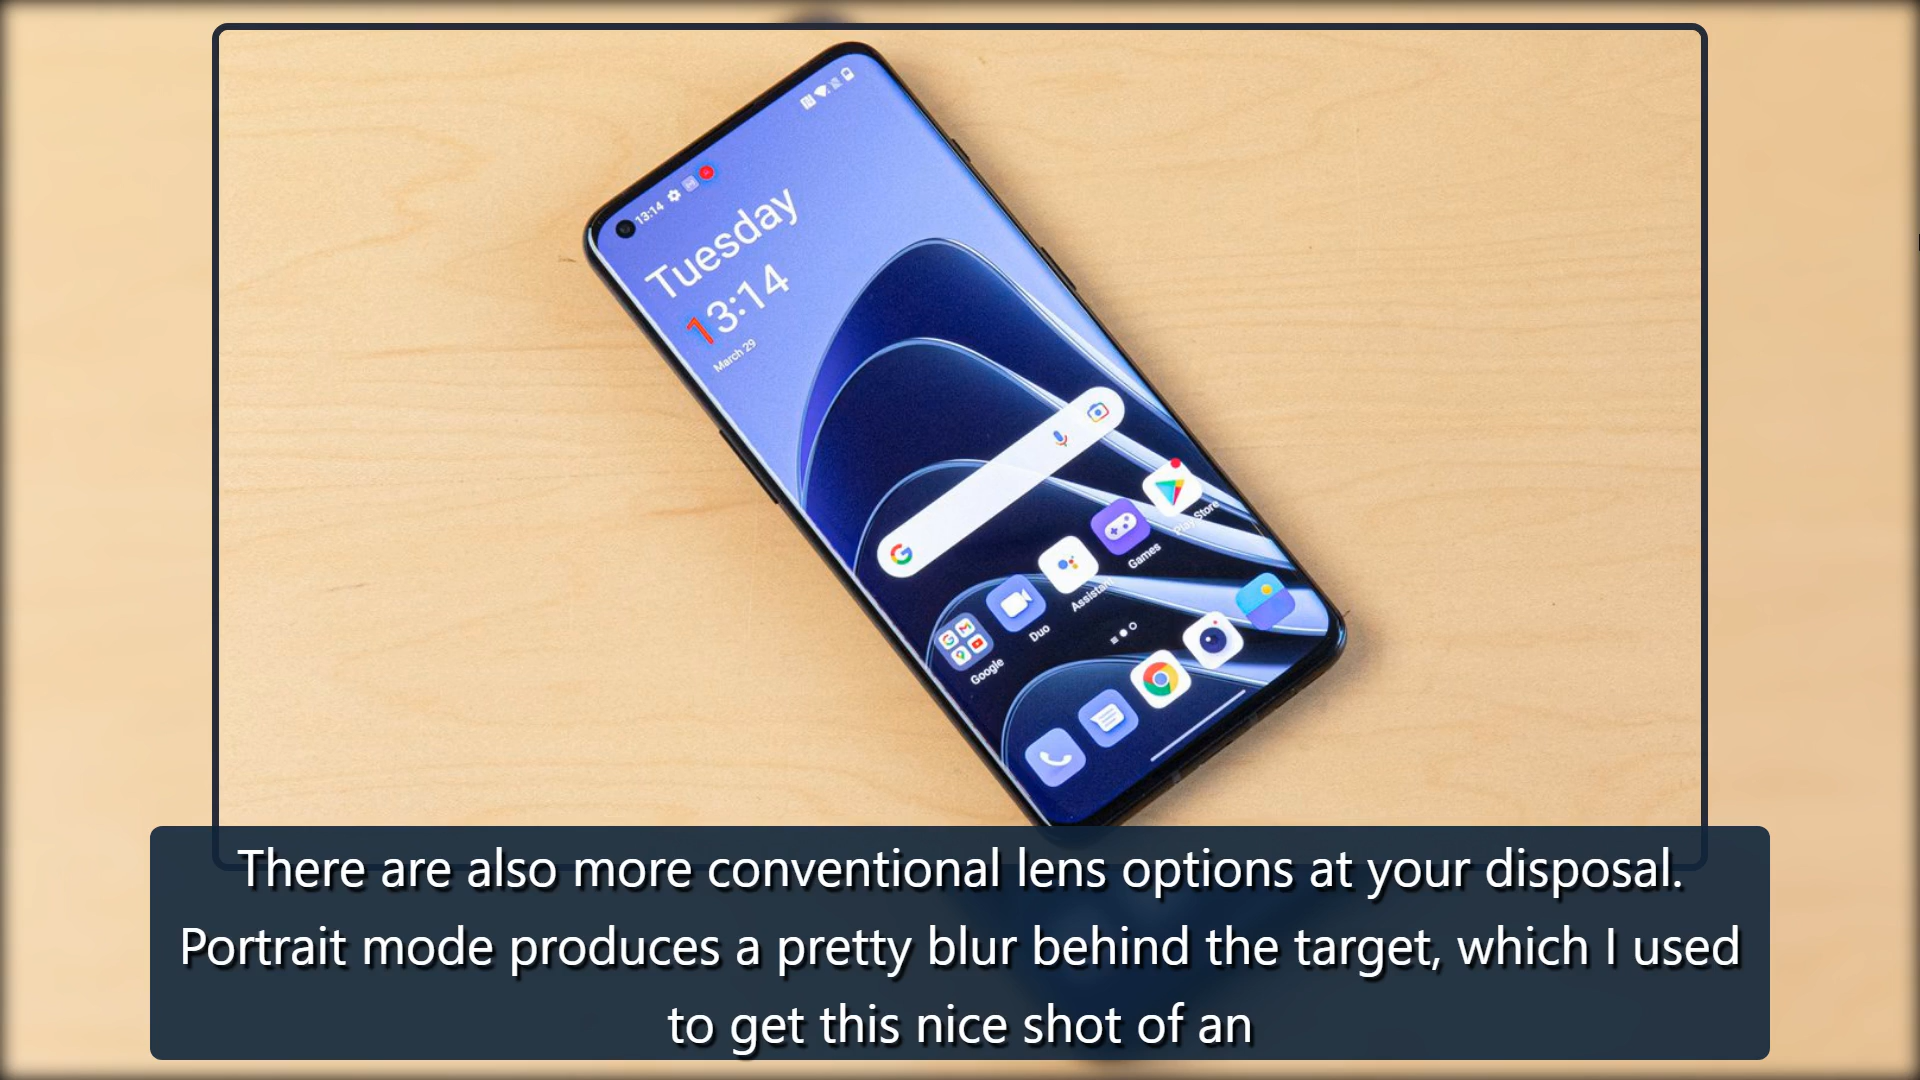 13:14
Tuesday
13:14
March 29
Play Store
Games
Assistant
Duo
Google
There are also more conventional lens options at your disposal.
Portrait mode produces a pretty blur behind the target, which I used
to get this nice shot of an